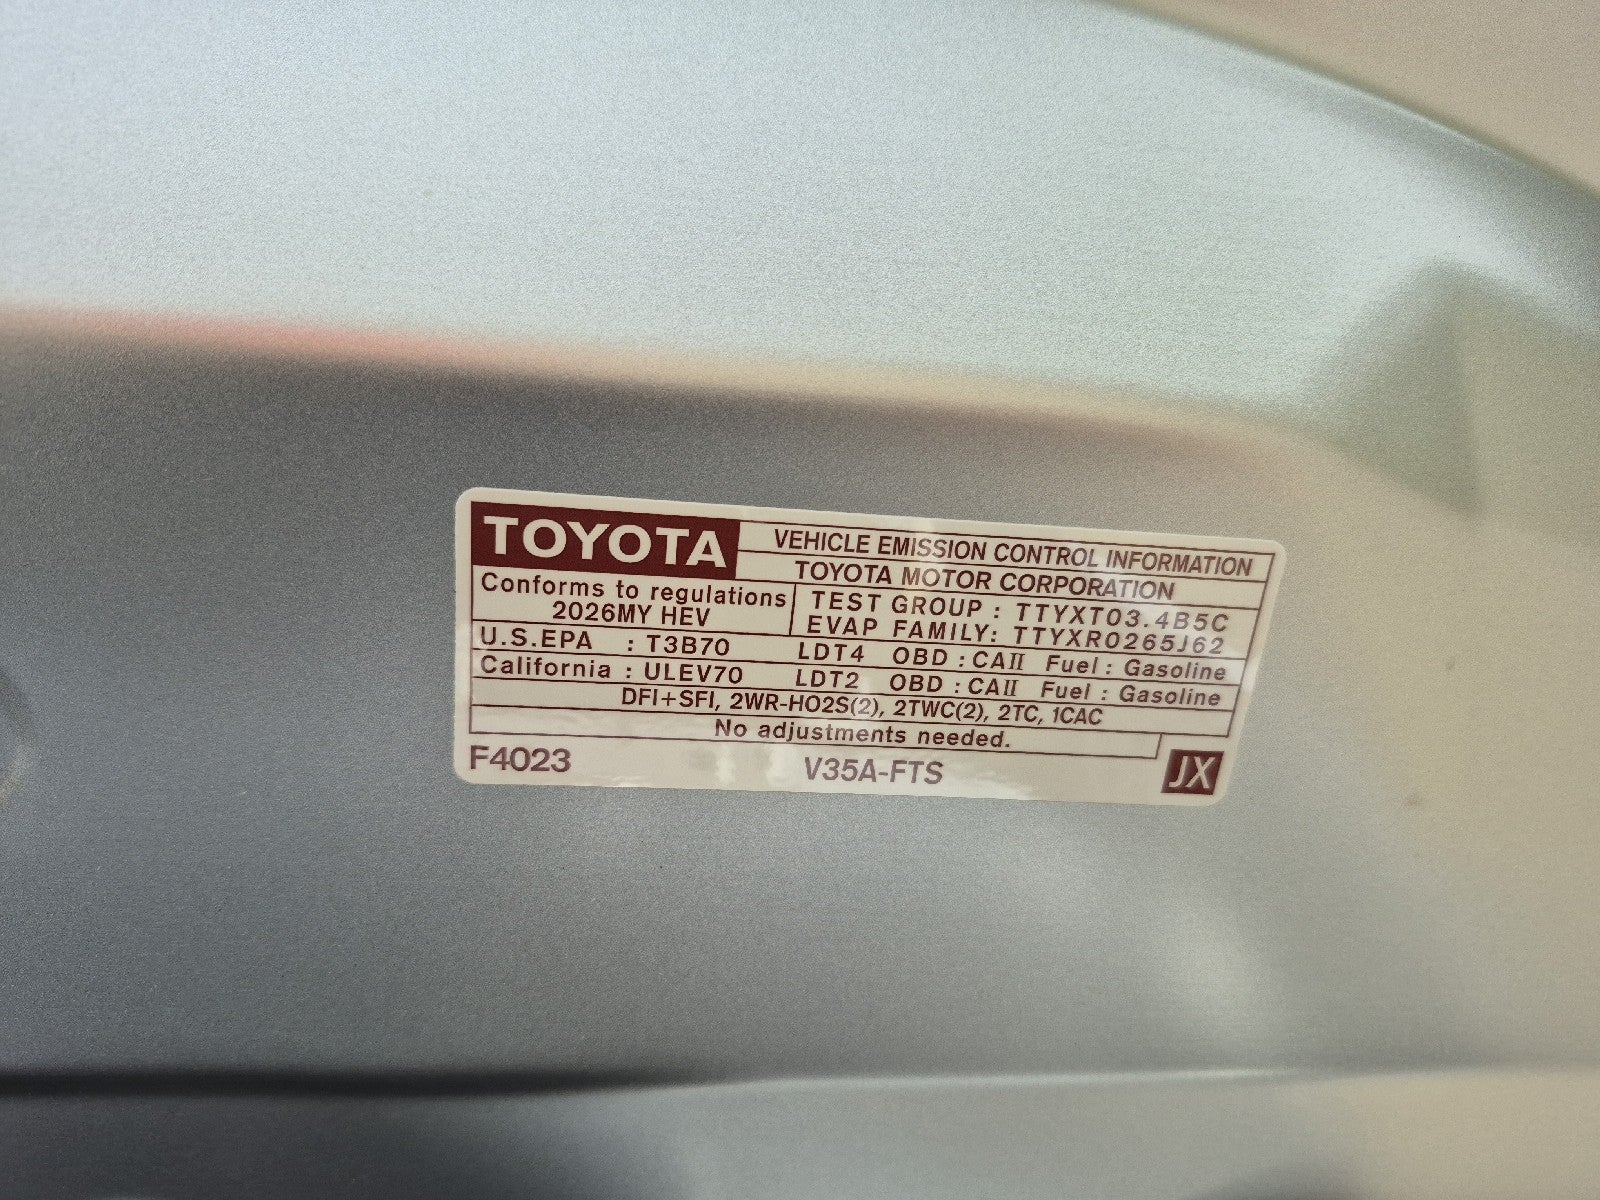 TOYOTA
VEHICLE EMISSION CONTROL INFORMATION
TOYOTA MOTOR CORPORATION
Conforms to regulations
2026MY HEV
TEST GROUP : TTYXT03.4B5C
EVAP FAMILY: TTYXR0265J62
U.S.EPA : T3B70 LDT4 OBD : CAII Fuel : Gasoline
California : ULEV70 LDT2 OBD : CAII Fuel : Gasoline
DFI+SFI, 2WR-HO2S(2), 2TWC(2), 2TC, 1CAC
No adjustments needed.
F4023 V35A-FTS JX